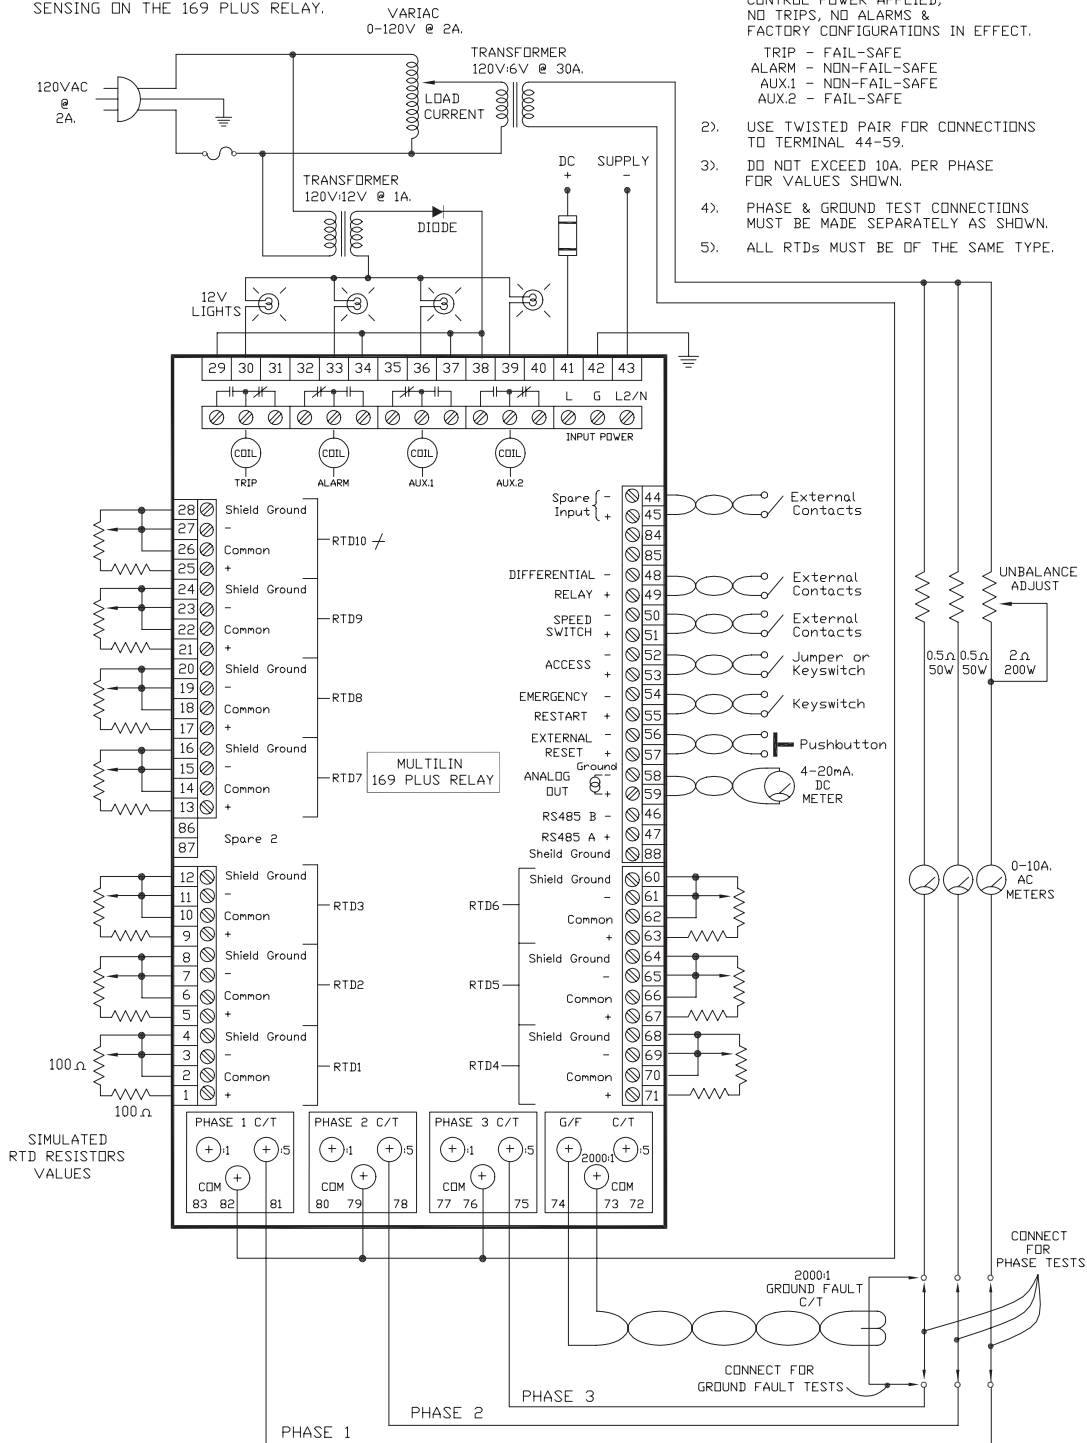 SENSING ON THE 169 PLUS RELAY.
VARIAC
0-120V @ 2A.
CONTROL POWER APPLIED,
NO TRIPS, NO ALARMS &
FACTORY CONFIGURATIONS IN EFFECT.
TRIP - FAIL-SAFE
ALARM - NON-FAIL-SAFE
AUX.1 - NON-FAIL-SAFE
AUX.2 - FAIL-SAFE
2). USE TWISTED PAIR FOR CONNECTIONS
TO TERMINAL 44-59.
3). DO NOT EXCEED 10A. PER PHASE
FOR VALUES SHOWN.
4). PHASE & GROUND TEST CONNECTIONS
MUST BE MADE SEPARATELY AS SHOWN.
5). ALL RTDs MUST BE OF THE SAME TYPE.
120VAC
@
2A.
LOAD
CURRENT
TRANSFORMER
120V:6V @ 30A.
TRANSFORMER
120V:12V @ 1A.
DIODE
DC SUPPLY
+ -
12V
LIGHTS
29 30 31 32 33 34 35 36 37 38 39 40 41 42 43
L G L2/N
INPUT POWER
COIL COIL COIL COIL
TRIP ALARM AUX.1 AUX.2
28 Shield Ground
27 -
26 Common
25 +
RTD10
24 Shield Ground
23 -
22 Common
21 +
RTD9
20 Shield Ground
19 -
18 Common
17 +
RTD8
16 Shield Ground
15 -
14 Common
13 +
RTD7
86
87
Spare 2
12 Shield Ground
11 -
10 Common
9 +
RTD3
8 Shield Ground
7 -
6 Common
5 +
RTD2
4 Shield Ground
3 -
2 Common
1 +
RTD1
100Ω
100Ω
SIMULATED
RTD RESISTORS
VALUES
MULTILIN
169 PLUS RELAY
Spare - 44
Input + 45
External
Contacts
84
85
DIFFERENTIAL - 48
RELAY + 49
External
Contacts
SPEED - 50
SWITCH + 51
External
Contacts
ACCESS - 52
+ 53
Jumper or
Keyswitch
EMERGENCY - 54
RESTART + 55
Keyswitch
EXTERNAL - 56
RESET + 57
Pushbutton
Ground
ANALOG - 58
OUT + 59
4-20mA.
DC
METER
RS485 B - 46
RS485 A + 47
Sheild Ground 88
Shield Ground 60
- 61
Common 62
+ 63
RTD6
Shield Ground 64
- 65
Common 66
+ 67
RTD5
Shield Ground 68
- 69
Common 70
+ 71
RTD4
UNBALANCE
ADJUST
0.5Ω 0.5Ω 2Ω
50W 50W 200W
0-10A.
AC
METERS
PHASE 1 C/T
:1 :5
COM
83 82 81
PHASE 2 C/T
:1 :5
COM
80 79 78
PHASE 3 C/T
:1 :5
COM
77 76 75
G/F C/T
2000:1 :5
COM
74 73 72
CONNECT
FOR
PHASE TESTS
2000:1
GROUND FAULT
C/T
CONNECT FOR
GROUND FAULT TESTS
PHASE 3
PHASE 2
PHASE 1